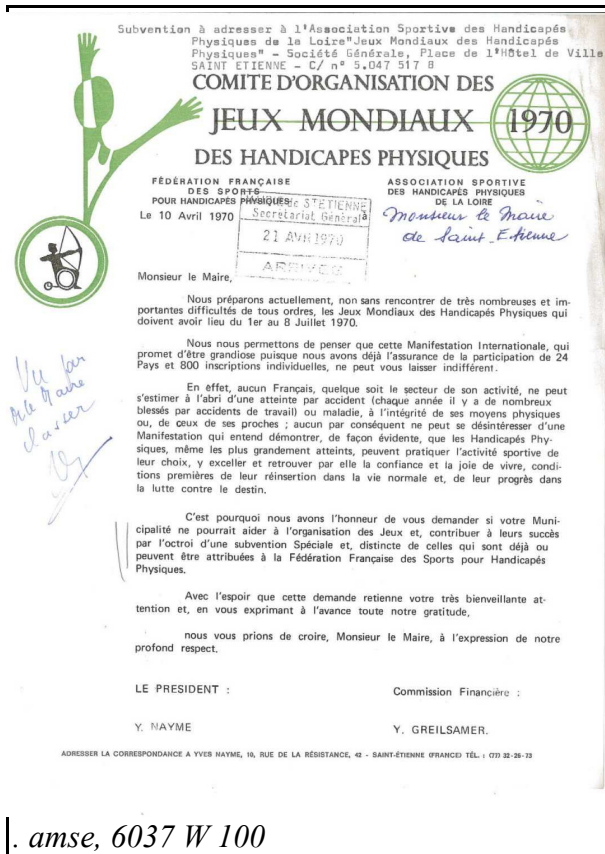 Subvention à adresser à l'Association Sportive des Handicapés
Physiques de la Loire"Jeux Mondiaux des Handicapés
Physiques" - Société Générale, Place de l'Hôtel de Ville
SAINT ETIENNE - C/ nº 5.047 517 8
COMITE D'ORGANISATION DES
JEUX MONDIAUX 1970
DES HANDICAPES PHYSIQUES
FÉDÉRATION FRANÇAISE
DES SPORTS
POUR HANDICAPÉS PHYSIQUES
ASSOCIATION SPORTIVE
DES HANDICAPÉS PHYSIQUES
DE LA LOIRE
Le 10 Avril 1970
de ST ETIENNE
Secrétariat Général
21 AVR 1970
ARRIVÉE
à
Monsieur le Maire
de Saint-Etienne
Monsieur le Maire,
Nous préparons actuellement, non sans rencontrer de très nombreuses et im-
portantes difficultés de tous ordres, les Jeux Mondiaux des Handicapés Physiques qui
doivent avoir lieu du 1er au 8 Juillet 1970.
Nous nous permettons de penser que cette Manifestation Internationale, qui
promet d'être grandiose puisque nous avons déjà l'assurance de la participation de 24
Pays et 800 inscriptions individuelles, ne peut vous laisser indifférent.
En éffet, aucun Français, quelque soit le secteur de son activité, ne peut
s'estimer à l'abri d'une atteinte par accident (chaque année il y a de nombreux
blessés par accidents de travail) ou maladie, à l'intégrité de ses moyens physiques
ou, de ceux de ses proches ; aucun par conséquent ne peut se désintéresser d'une
Manifestation qui entend démontrer, de façon évidente, que les Handicapés Phy-
siques, même les plus grandement atteints, peuvent pratiquer l'activité sportive de
leur choix, y exceller et retrouver par elle la confiance et la joie de vivre, condi-
tions premières de leur réinsertion dans la vie normale et, de leur progrès dans
la lutte contre le destin.
Vu par
Mr le Maire
classer
C'est pourquoi nous avons l'honneur de vous demander si votre Muni-
cipalité ne pourrait aider à l'organisation des Jeux et, contribuer à leurs succès
par l'octroi d'une subvention Spéciale et, distincte de celles qui sont déjà ou
peuvent être attribuées à la Fédération Française des Sports pour Handicapés
Physiques.
Avec l'espoir que cette demande retienne votre très bienveillante at-
tention et, en vous exprimant à l'avance toute notre gratitude,
nous vous prions de croire, Monsieur le Maire, à l'expression de notre
profond respect.
LE PRESIDENT :
Commission Financière :
Y. NAYME
Y. GREILSAMER.
ADRESSER LA CORRESPONDANCE A YVES NAYME, 10, RUE DE LA RÉSISTANCE, 42 - SAINT-ÉTIENNE (FRANCE) TÉL. : (77) 32-25-73
. amse, 6037 W 100